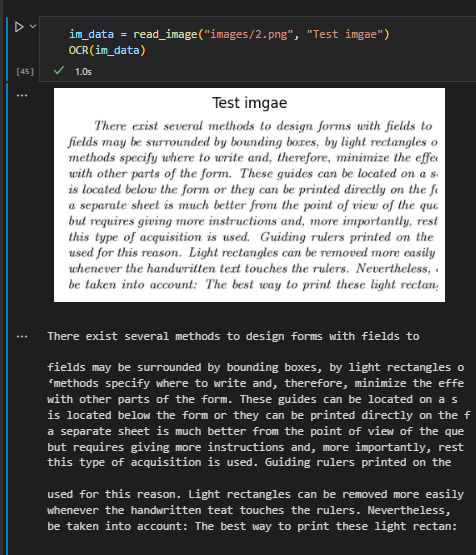 im_data = read_image("images/2.png", "Test imgae")
OCR(im_data)
[45]
1.0s
...
Test imgae
There exist several methods to design forms with fields to
fields may be surrounded by bounding boxes, by light rectangles o
methods specify where to write and, therefore, minimize the effec
with other parts of the form. These guides can be located on a s
is located below the form or they can be printed directly on the fo
a separate sheet is much better from the point of view of the qua
but requires giving more instructions and, more importantly, rest
this type of acquisition is used. Guiding rulers printed on the
used for this reason. Light rectangles can be removed more easily
whenever the handwritten text touches the rulers. Nevertheless,
be taken into account: The best way to print these light rectang
...
There exist several methods to design forms with fields to
fields may be surrounded by bounding boxes, by light rectangles o
‘methods specify where to write and, therefore, minimize the effe
with other parts of the form. These guides can be located on a s
is located below the form or they can be printed directly on the f
a separate sheet is much better from the point of view of the que
but requires giving more instructions and, more importantly, rest
this type of acquisition is used. Guiding rulers printed on the
used for this reason. Light rectangles can be removed more easily
whenever the handwritten teat touches the rulers. Nevertheless,
be taken into account: The best way to print these light rectan: